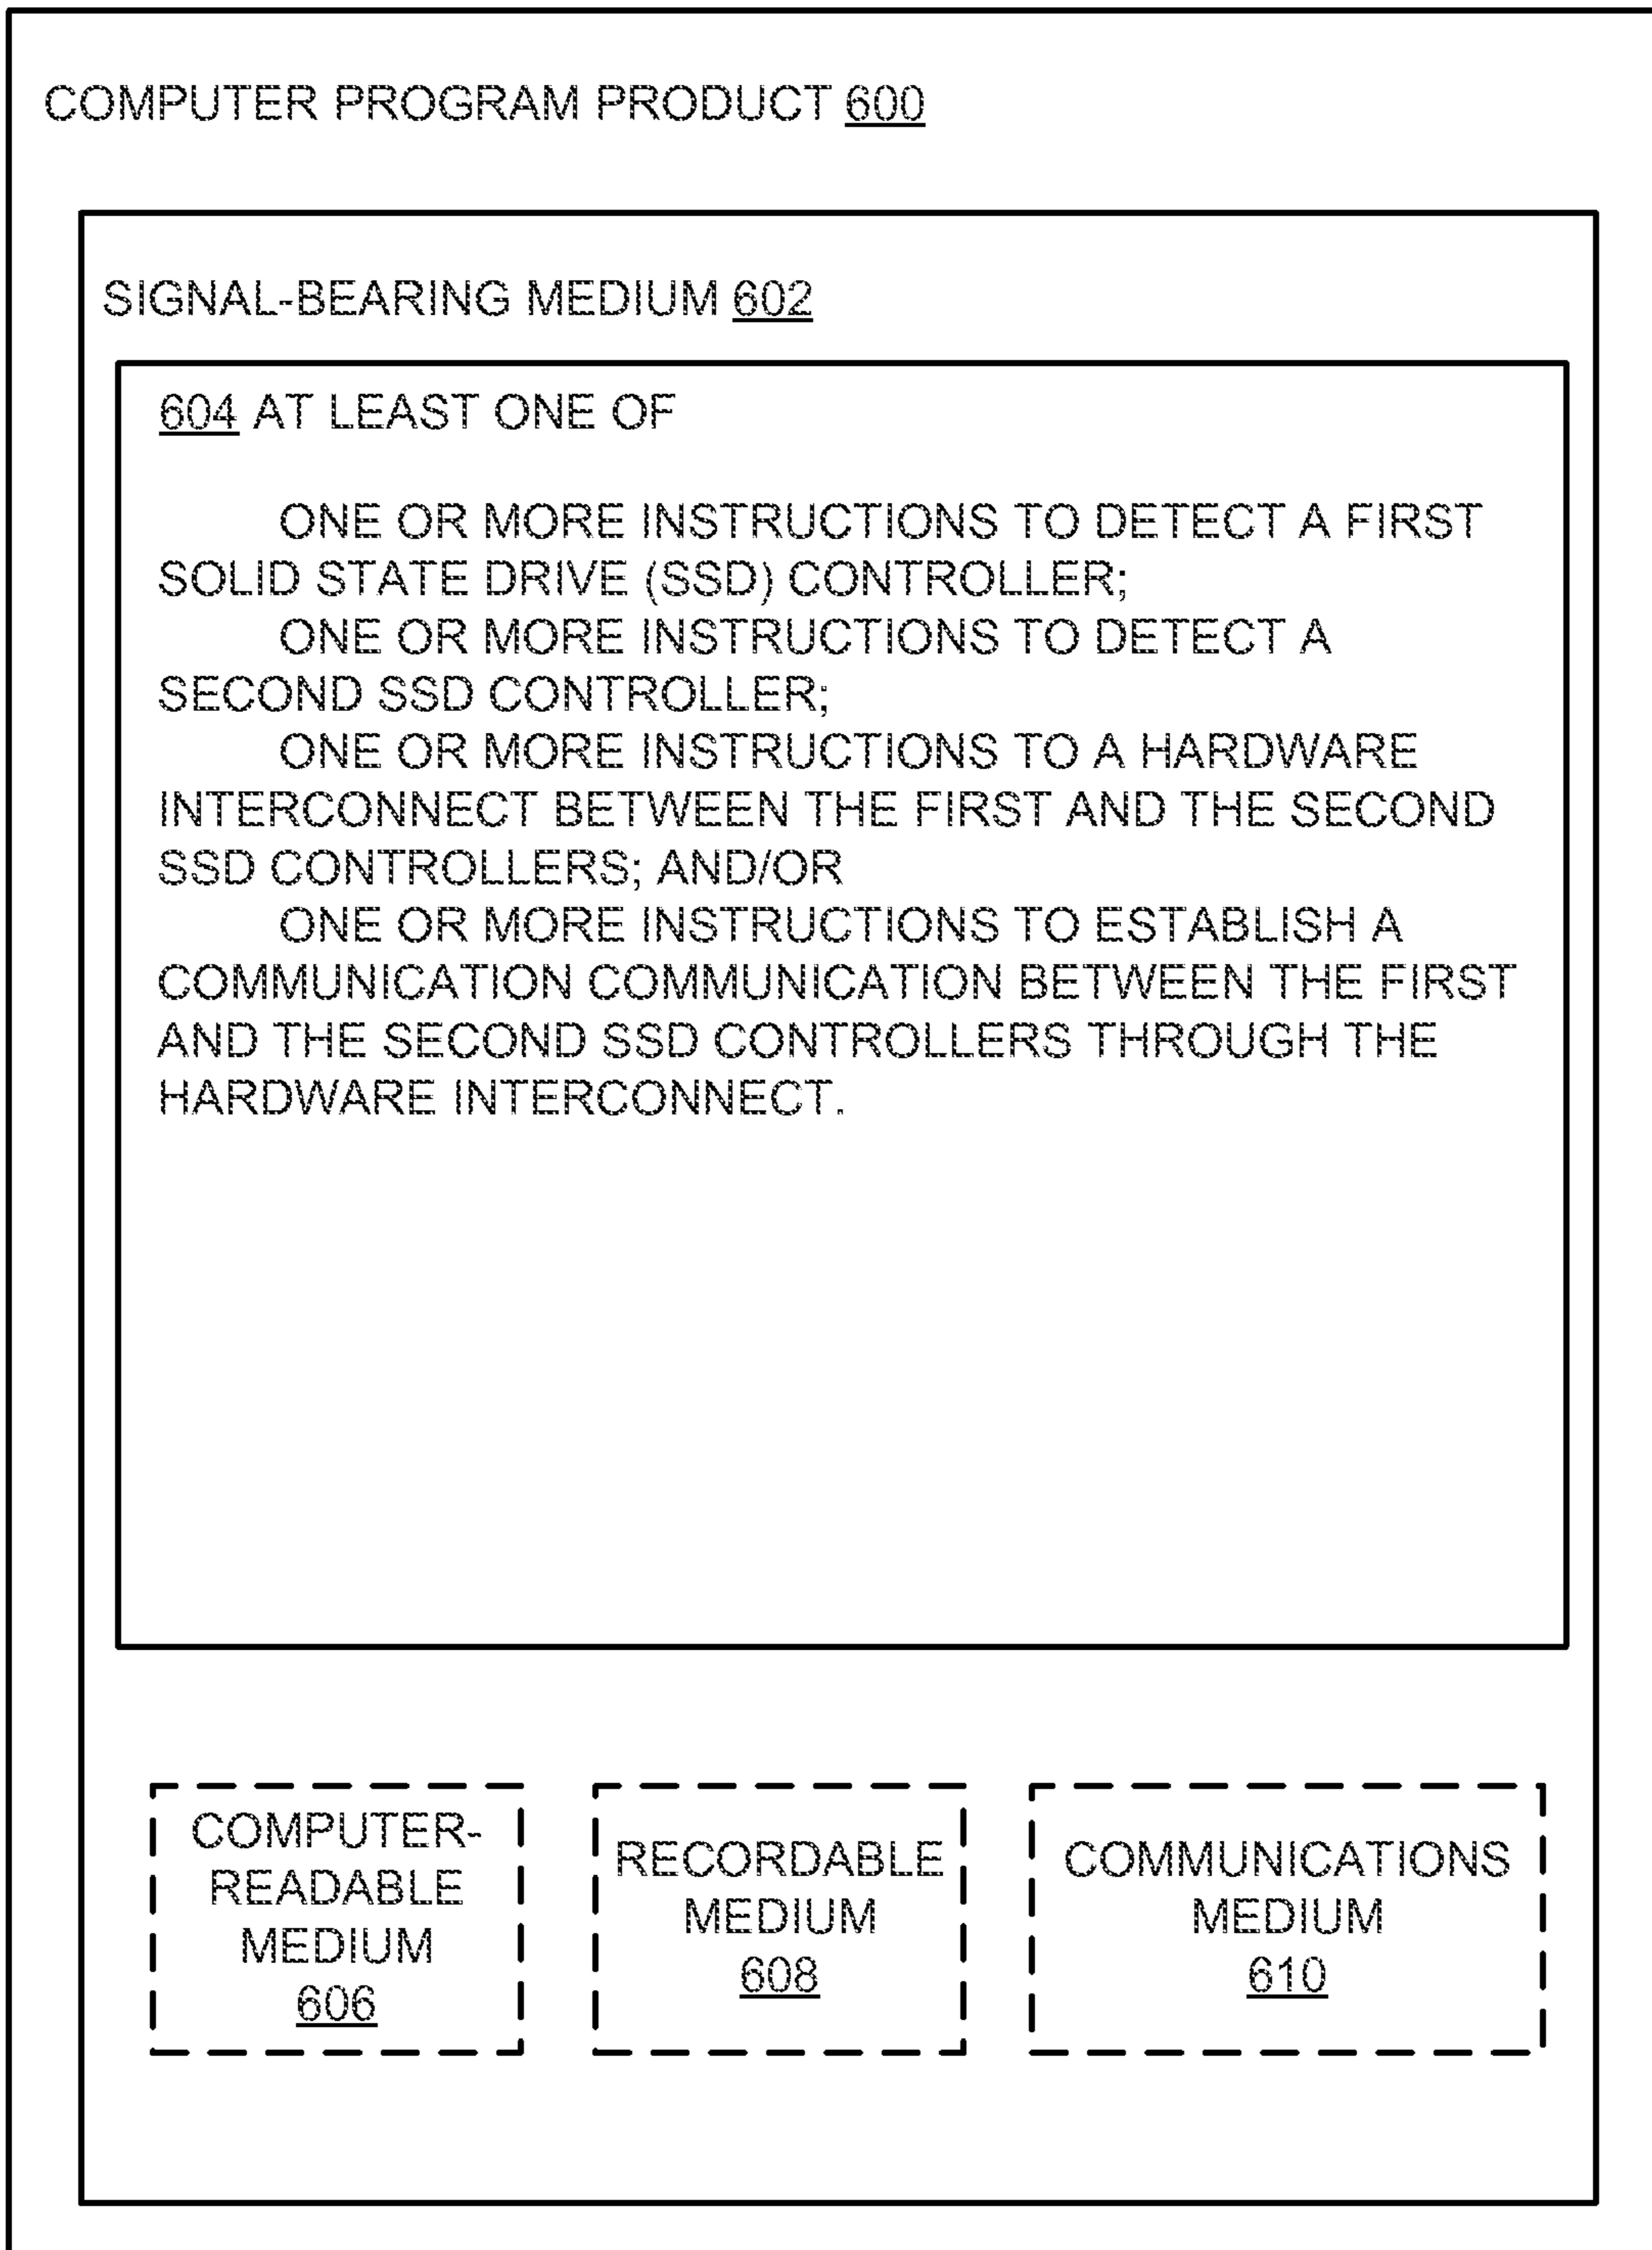 COMPUTER PROGRAM PRODUCT 600
SIGNAL-BEARING MEDIUM 602
604 AT LEAST ONE OF
ONE OR MORE INSTRUCTIONS TO DETECT A FIRST
SOLID STATE DRIVE (SSD) CONTROLLER;
ONE OR MORE INSTRUCTIONS TO DETECT A
SECOND SSD CONTROLLER;
ONE OR MORE INSTRUCTIONS TO A HARDWARE
INTERCONNECT BETWEEN THE FIRST AND THE SECOND
SSD CONTROLLERS; AND/OR
ONE OR MORE INSTRUCTIONS TO ESTABLISH A
COMMUNICATION COMMUNICATION BETWEEN THE FIRST
AND THE SECOND SSD CONTROLLERS THROUGH THE
HARDWARE INTERCONNECT.
COMPUTER-
READABLE
MEDIUM
606
RECORDABLE
MEDIUM
608
COMMUNICATIONS
MEDIUM
610